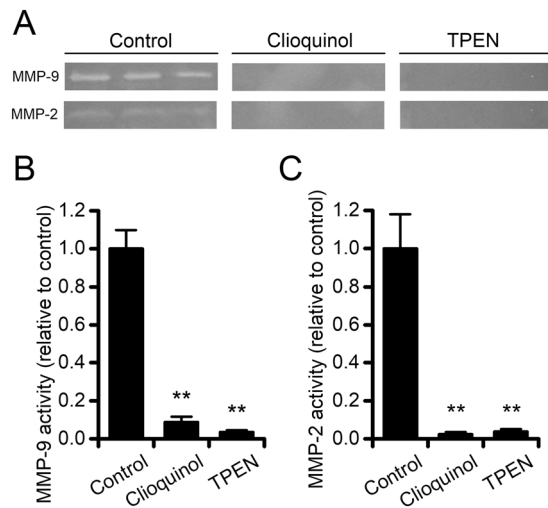 A
Control Clioquinol TPEN
MMP-9
MMP-2
B
MMP-9 activity (relative to control)
1.2
1.0
0.8
0.6
0.4
0.2
0.0
**
**
Control Clioquinol TPEN
C
MMP-2 activity (relative to control)
1.2
1.0
0.8
0.6
0.4
0.2
0.0
**
**
Control Clioquinol TPEN